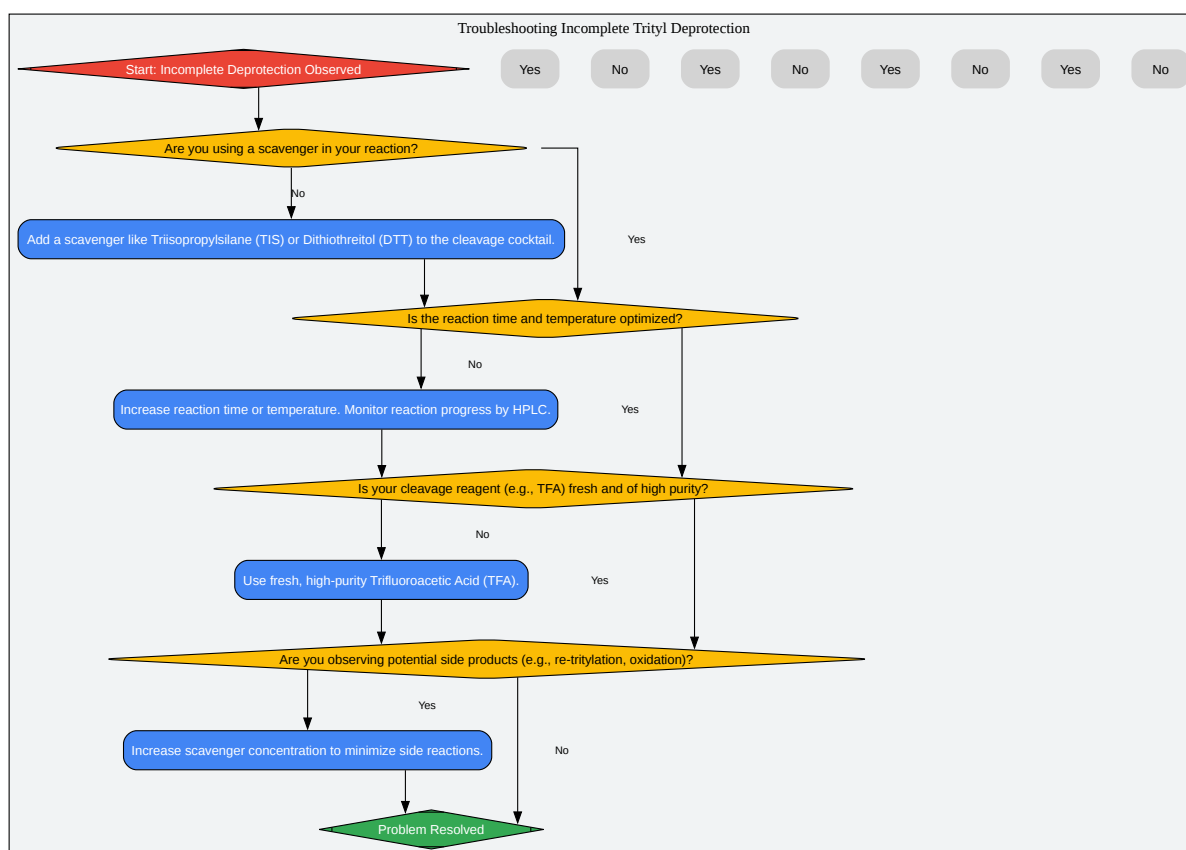 Troubleshooting Incomplete Trityl Deprotection
Start: Incomplete Deprotection Observed
Yes
No
Yes
No
Yes
No
Yes
No
Are you using a scavenger in your reaction?
No
Add a scavenger like Triisopropylsilane (TIS) or Dithiothreitol (DTT) to the cleavage cocktail.
Yes
Is the reaction time and temperature optimized?
No
Increase reaction time or temperature. Monitor reaction progress by HPLC.
Yes
Is your cleavage reagent (e.g., TFA) fresh and of high purity?
No
Use fresh, high-purity Trifluoroacetic Acid (TFA).
Yes
Are you observing potential side products (e.g., re-tritylation, oxidation)?
Yes
Increase scavenger concentration to minimize side reactions.
No
Problem Resolved